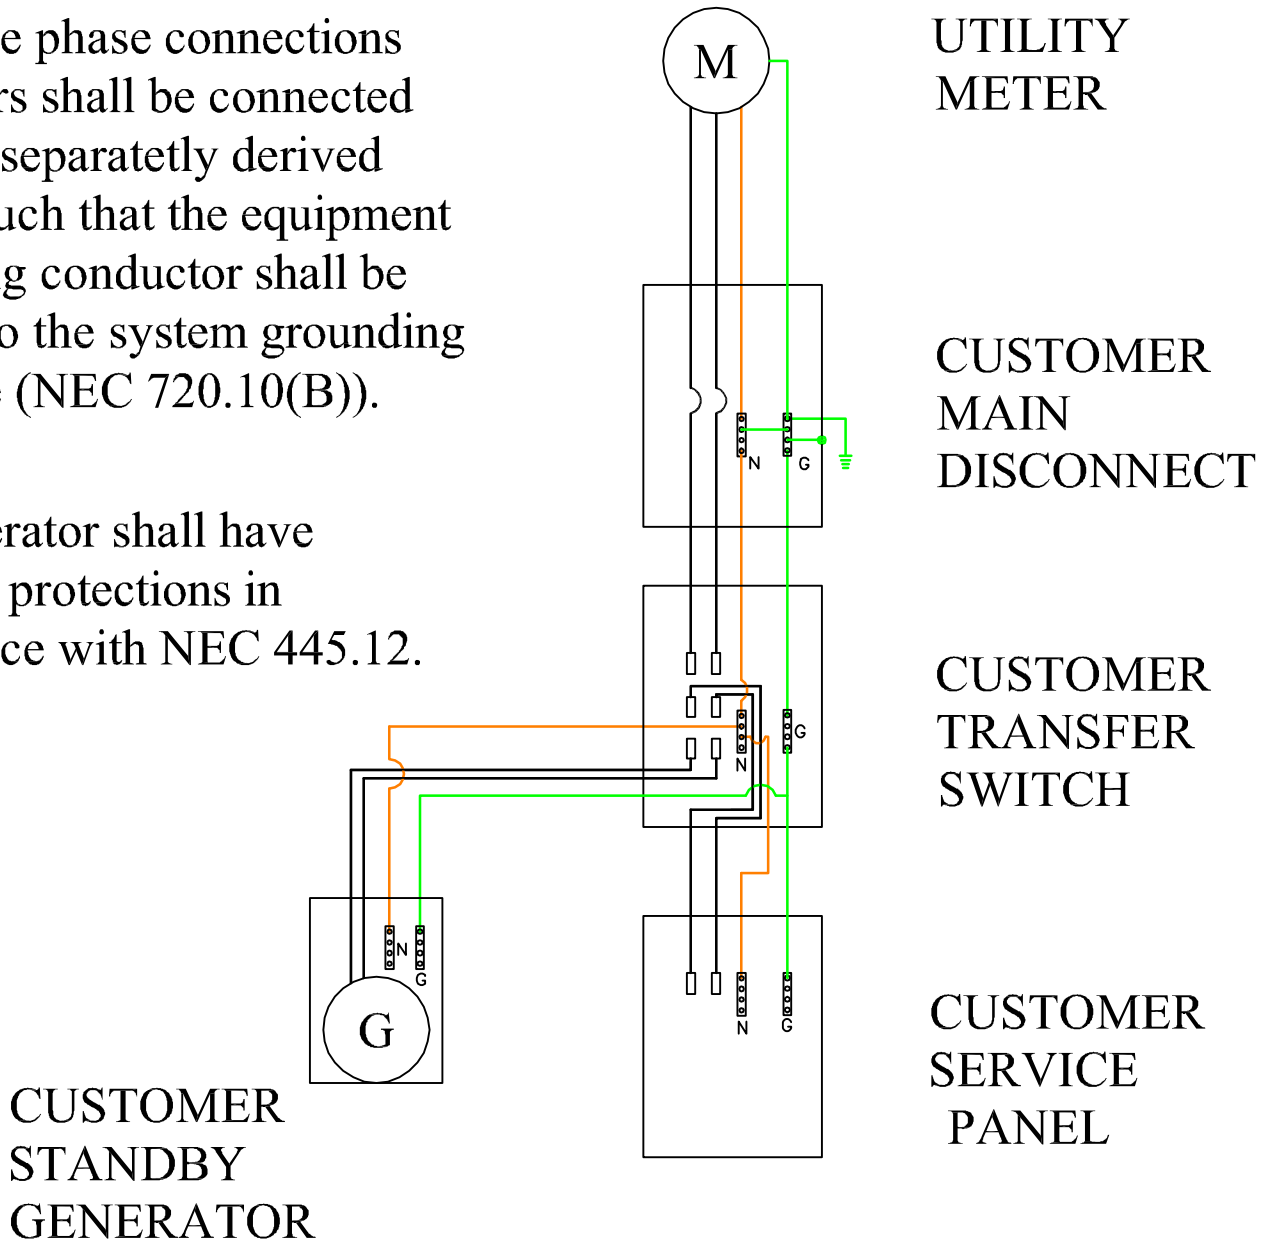 e phase connections
rs shall be connected
separatetly derived
uch that the equipment
g conductor shall be
o the system grounding
e (NEC 720.10(B)).
erator shall have
protections in
ce with NEC 445.12.
M
UTILITY
METER
N
G
CUSTOMER
MAIN
DISCONNECT
G
N
CUSTOMER
TRANSFER
SWITCH
N
G
G
CUSTOMER
STANDBY
GENERATOR
N
G
CUSTOMER
SERVICE
PANEL